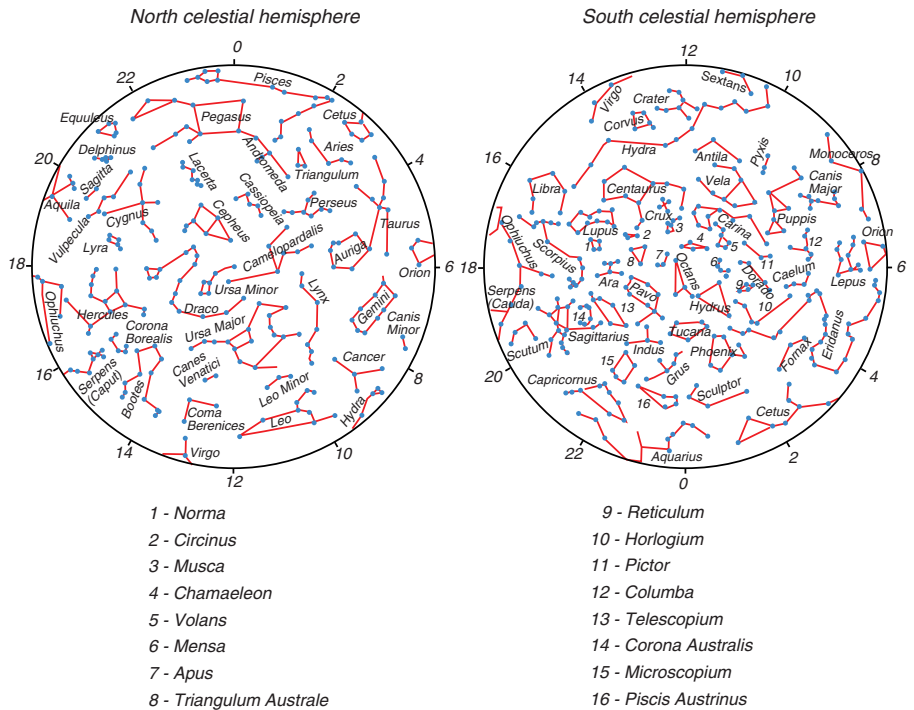 North celestial hemisphere
0
22
2
20
4
18
6
16
8
14
10
12
Pisces
Equuleus
Pegasus
Cetus
Delphinus
Sagitta
Aries
Andromeda
Triangulum
Lacerta
Aquila
Cassiopeia
Perseus
Cygnus
Cepheus
Vulpecula
Taurus
Lyra
Camelopardalis
Auriga
Orion
Ursa Minor
Lynx
Ophiuchus
Hercules
Draco
Gemini
Corona
Borealis
Ursa Major
Canis
Minor
Serpens
(Caput)
Canes
Venatici
Cancer
Bootes
Leo Minor
Coma
Berenices
Leo
Hydra
Virgo
South celestial hemisphere
12
14
10
16
8
18
6
20
4
22
2
0
Sextans
Virgo
Crater
Corvus
Hydra
Antila
Pyxis
Monoceros
Libra
Centaurus
Vela
Canis
Major
Crux
3
Carina
Puppis
Ophiuchus
Lupus
1
2
4
5
12
Orion
Scorpius
8
7
6
11
Octans
Dorado
Caelum
Lepus
Serpens
(Cauda)
Ara
Pavo
9
Hydrus
10
14
13
Scutum
Sagittarius
Tucana
Eridanus
Indus
Phoenix
Fornax
15
Grus
Capricornus
16
Sculptor
Cetus
Aquarius
1 - Norma
2 - Circinus
3 - Musca
4 - Chamaeleon
5 - Volans
6 - Mensa
7 - Apus
8 - Triangulum Australe
9 - Reticulum
10 - Horlogium
11 - Pictor
12 - Columba
13 - Telescopium
14 - Corona Australis
15 - Microscopium
16 - Piscis Austrinus